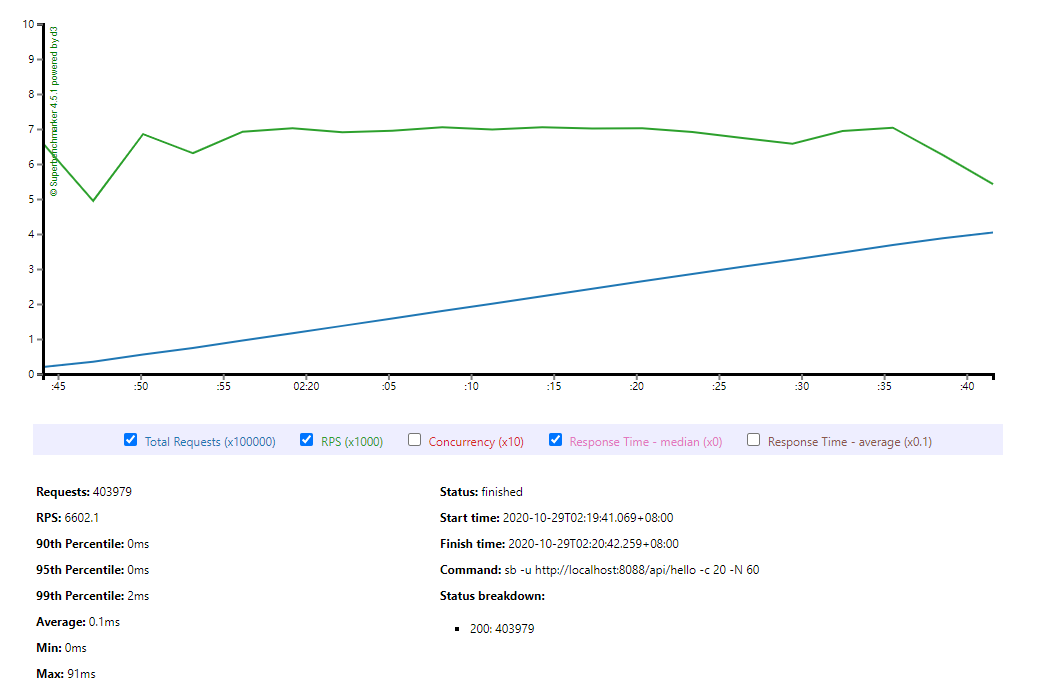 10
9
8
7
6
5
4
3
2
1
0
© Superbenchmarker 4.5.1 powered by d3
:45 :50 :55 02:20 :05 :10 :15 :20 :25 :30 :35 :40
Total Requests (x100000) RPS (x1000) Concurrency (x10) Response Time - median (x0) Response Time - average (x0.1)
Requests: 403979
RPS: 6602.1
90th Percentile: 0ms
95th Percentile: 0ms
99th Percentile: 2ms
Average: 0.1ms
Min: 0ms
Max: 91ms
Status: finished
Start time: 2020-10-29T02:19:41.069+08:00
Finish time: 2020-10-29T02:20:42.259+08:00
Command: sb -u http://localhost:8088/api/hello -c 20 -N 60
Status breakdown:
200: 403979